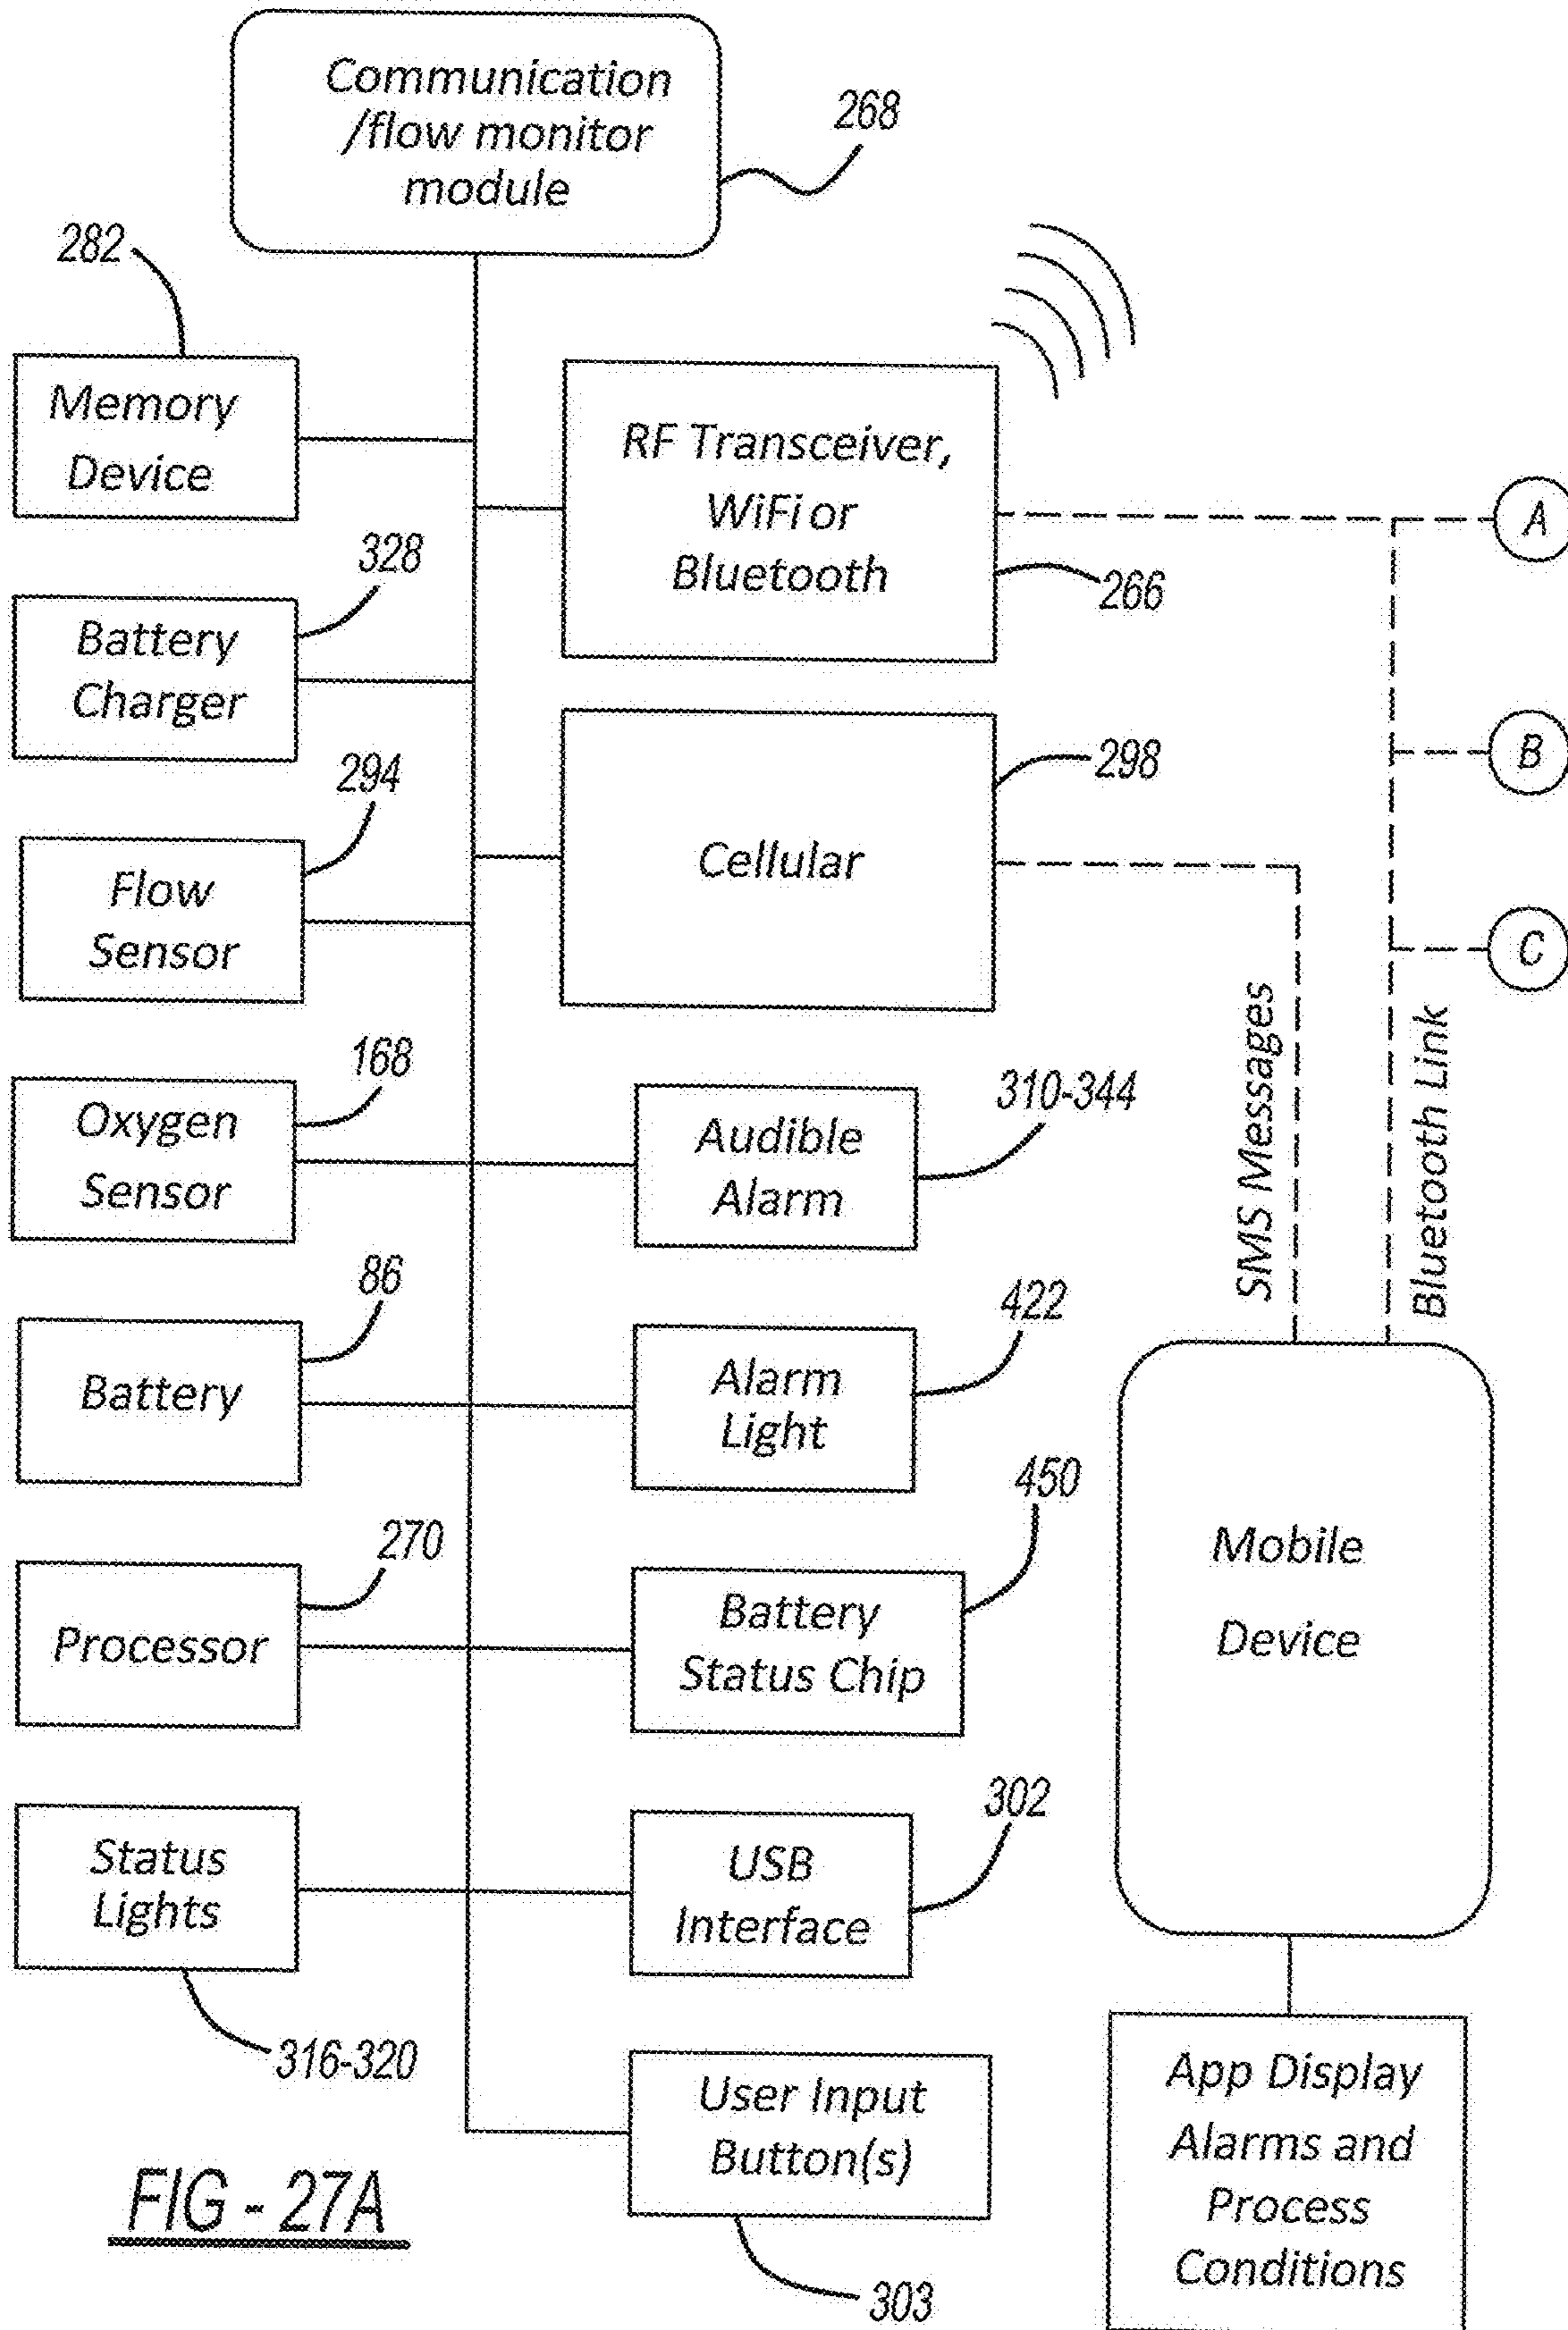 Communication
/flow monitor
module
268
282
Memory
Device
RF Transceiver,
WiFi or
Bluetooth
266
A
328
Battery
Charger
B
294
Flow
Sensor
298
Cellular
C
SMS Messages
Bluetooth Link
168
Oxygen
Sensor
310-344
Audible
Alarm
86
Battery
422
Alarm
Light
270
Processor
450
Battery
Status Chip
Mobile
Device
Status
Lights
316-320
302
USB
Interface
User Input
Button(s)
303
App Display
Alarms and
Process
Conditions
FIG - 27A